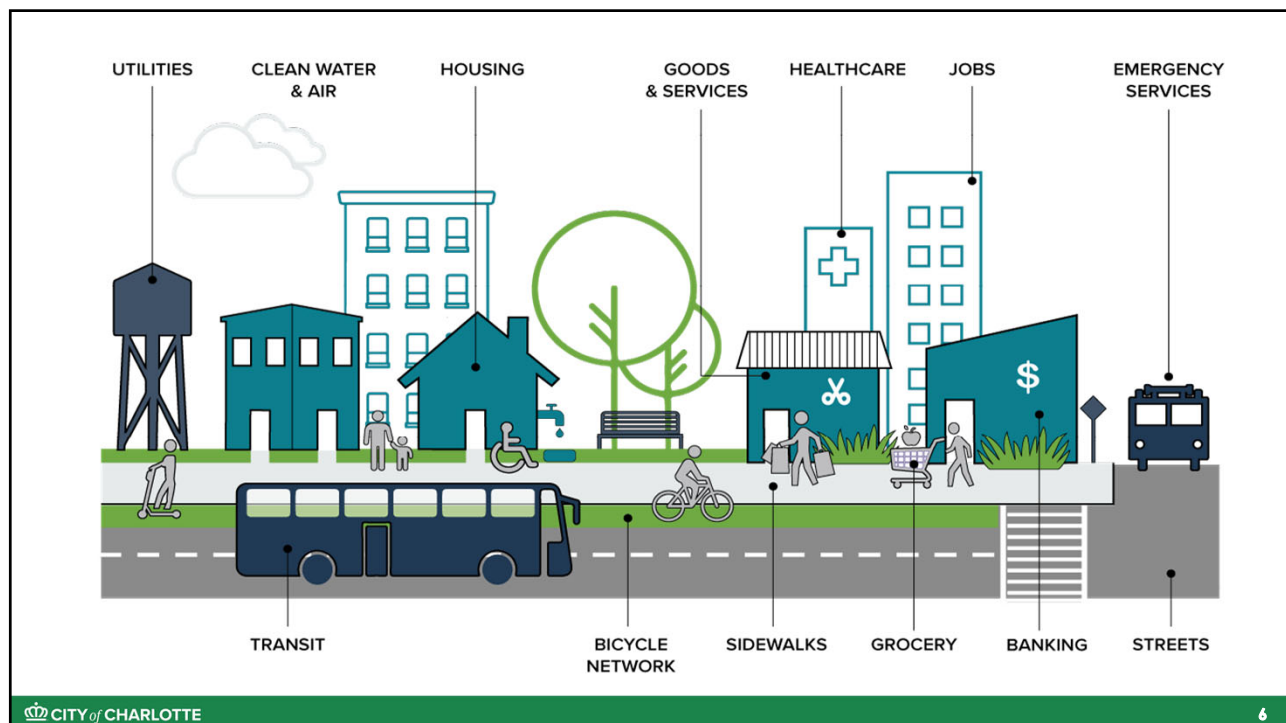 UTILITIES
CLEAN WATER
& AIR
HOUSING
GOODS
& SERVICES
HEALTHCARE
JOBS
EMERGENCY
SERVICES
$
TRANSIT
BICYCLE
NETWORK
SIDEWALKS
GROCERY
BANKING
STREETS
CITY of CHARLOTTE
6